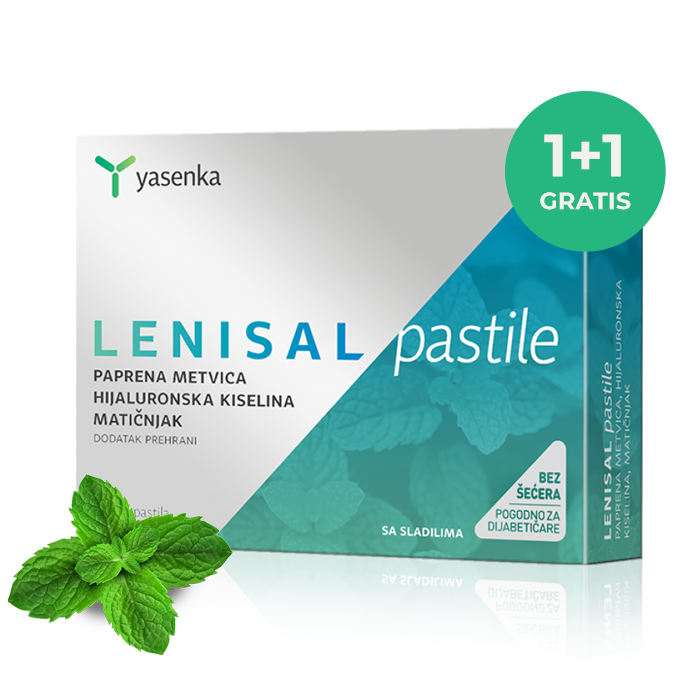 1+1
GRATIS
yasenka
LENISAL pastile
PAPRENA METVICA
HIJALURONSKA KISELINA
MATIČNJAK
DODATAK PREHRANI
pastila
BEZ
ŠEĆERA
POGODNO ZA
DIJABETIČARE
SA SLADILIMA
LENISAL pastile
PAPRENA METVICA, HIJALURONSKA
KISELINA, MATIČNJAK